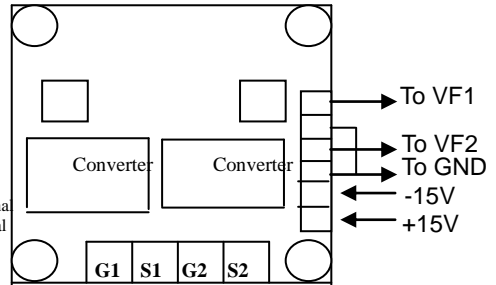 To VF1
To VF2
Converter Converter To GND
-15V
+15V
G1 S1 G2 S2